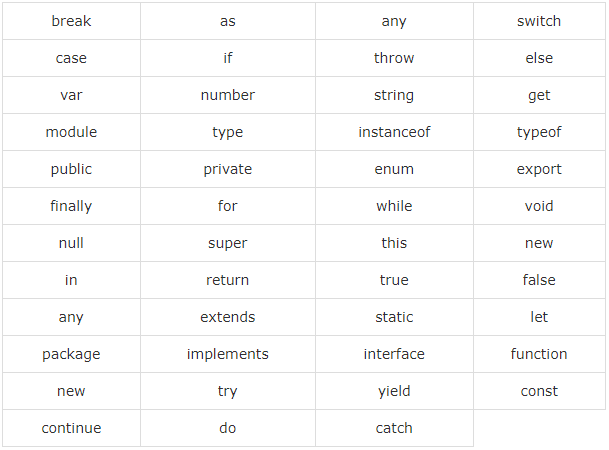 break as any switch
case if throw else
var number string get
module type instanceof typeof
public private enum export
finally for while void
null super this new
in return true false
any extends static let
package implements interface function
new try yield const
continue do catch